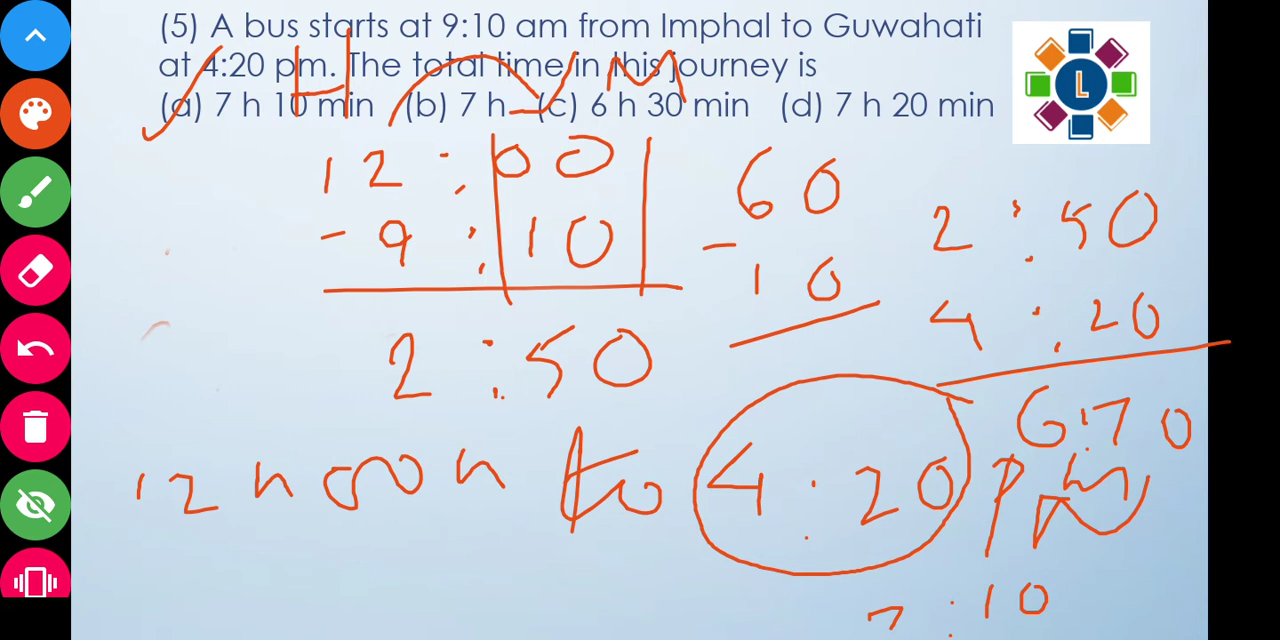 (5) A bus starts at 9:10 am from Imphal to Guwahati
at 4:20 pm. The total time in this journey is
(a) 7 h 10 min (b) 7 h (c) 6 h 30 min (d) 7 h 20 min
L
H M
12 : 00
- 9 : 10
2 : 50
60
- 10
2 : 50
4 : 20
6:70
12 noon to 4:20 pm
7 : 10